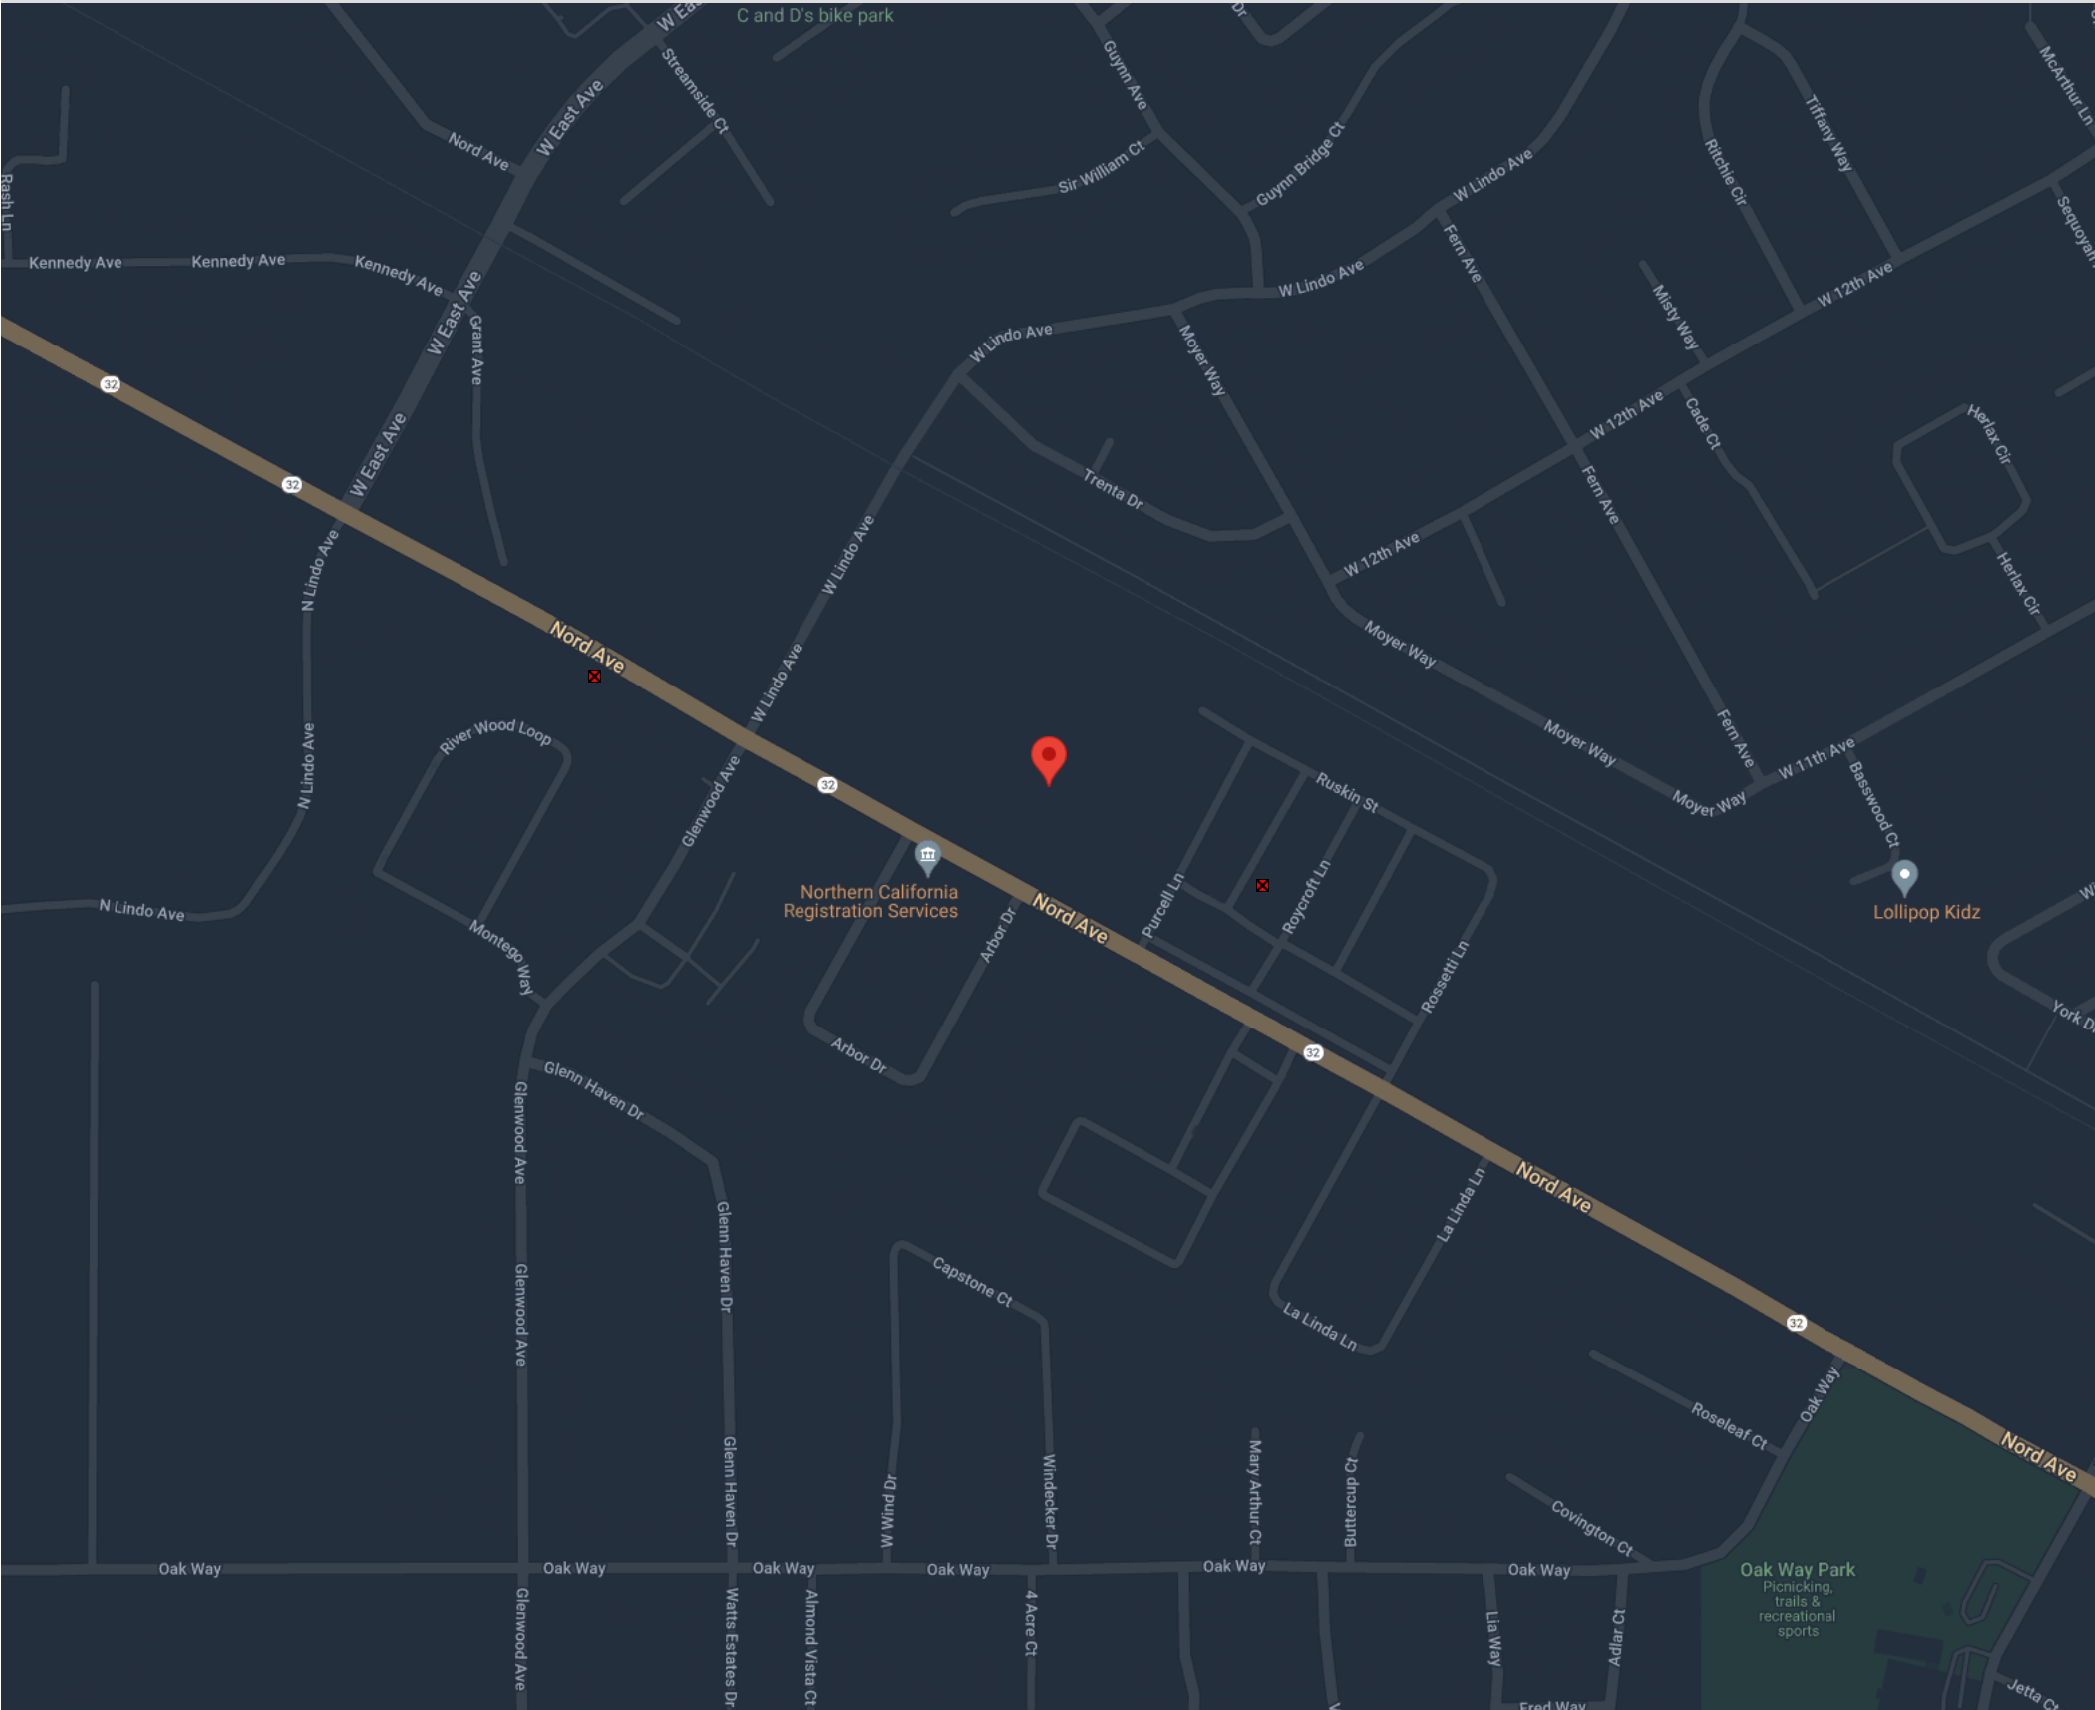 C and D's bike park
W East Ave
Streamside Ct
Guynn Ave
Dr
McArthur Ln
W East Ave
Nord Ave
Tiffany Way
Sir William Ct
Guynn Bridge Ct
W Lindo Ave
Ritchie Cir
Rash Ln
Kennedy Ave
Kennedy Ave
Kennedy Ave
Fern Ave
W Lindo Ave
W 12th Ave
W East Ave
Grant Ave
W Lindo Ave
Moyer Way
Misty Way
32
W East Ave
32
W 12th Ave
Cade Ct
Herlax Cir
Trenta Dr
Fern Ave
N Lindo Ave
W Lindo Ave
W 12th Ave
Herlax Cir
Nord Ave
W Lindo Ave
Moyer Way
River Wood Loop
N Lindo Ave
Moyer Way
Fern Ave
W 11th Ave
Glenwood Ave
32
Ruskin St
Moyer Way
Basswood Ct
Northern California
Registration Services
Lollipop Kidz
N Lindo Ave
Montego Way
Arbor Dr
Nord Ave
Purcell Ln
Roycroft Ln
Rossetti Ln
York D
Arbor Dr
32
Glenn Haven Dr
Glenwood Ave
Nord Ave
La Linda Ln
Glenn Haven Dr
Glenwood Ave
Capstone Ct
La Linda Ln
32
Oak Way
Roseleaf Ct
Nord Ave
Glenn Haven Dr
W Wind Dr
Windecker Dr
Mary Arthur Ct
Buttercup Ct
Covington Ct
Oak Way
Oak Way
Oak Way
Oak Way
Oak Way
Oak Way
Oak Way Park
Picnicking,
trails &
recreational
sports
Glenwood Ave
Watts Estates Dr
Almond Vista Ct
4 Acre Ct
Lia Way
Adlar Ct
Fred Way
Jetta Ct